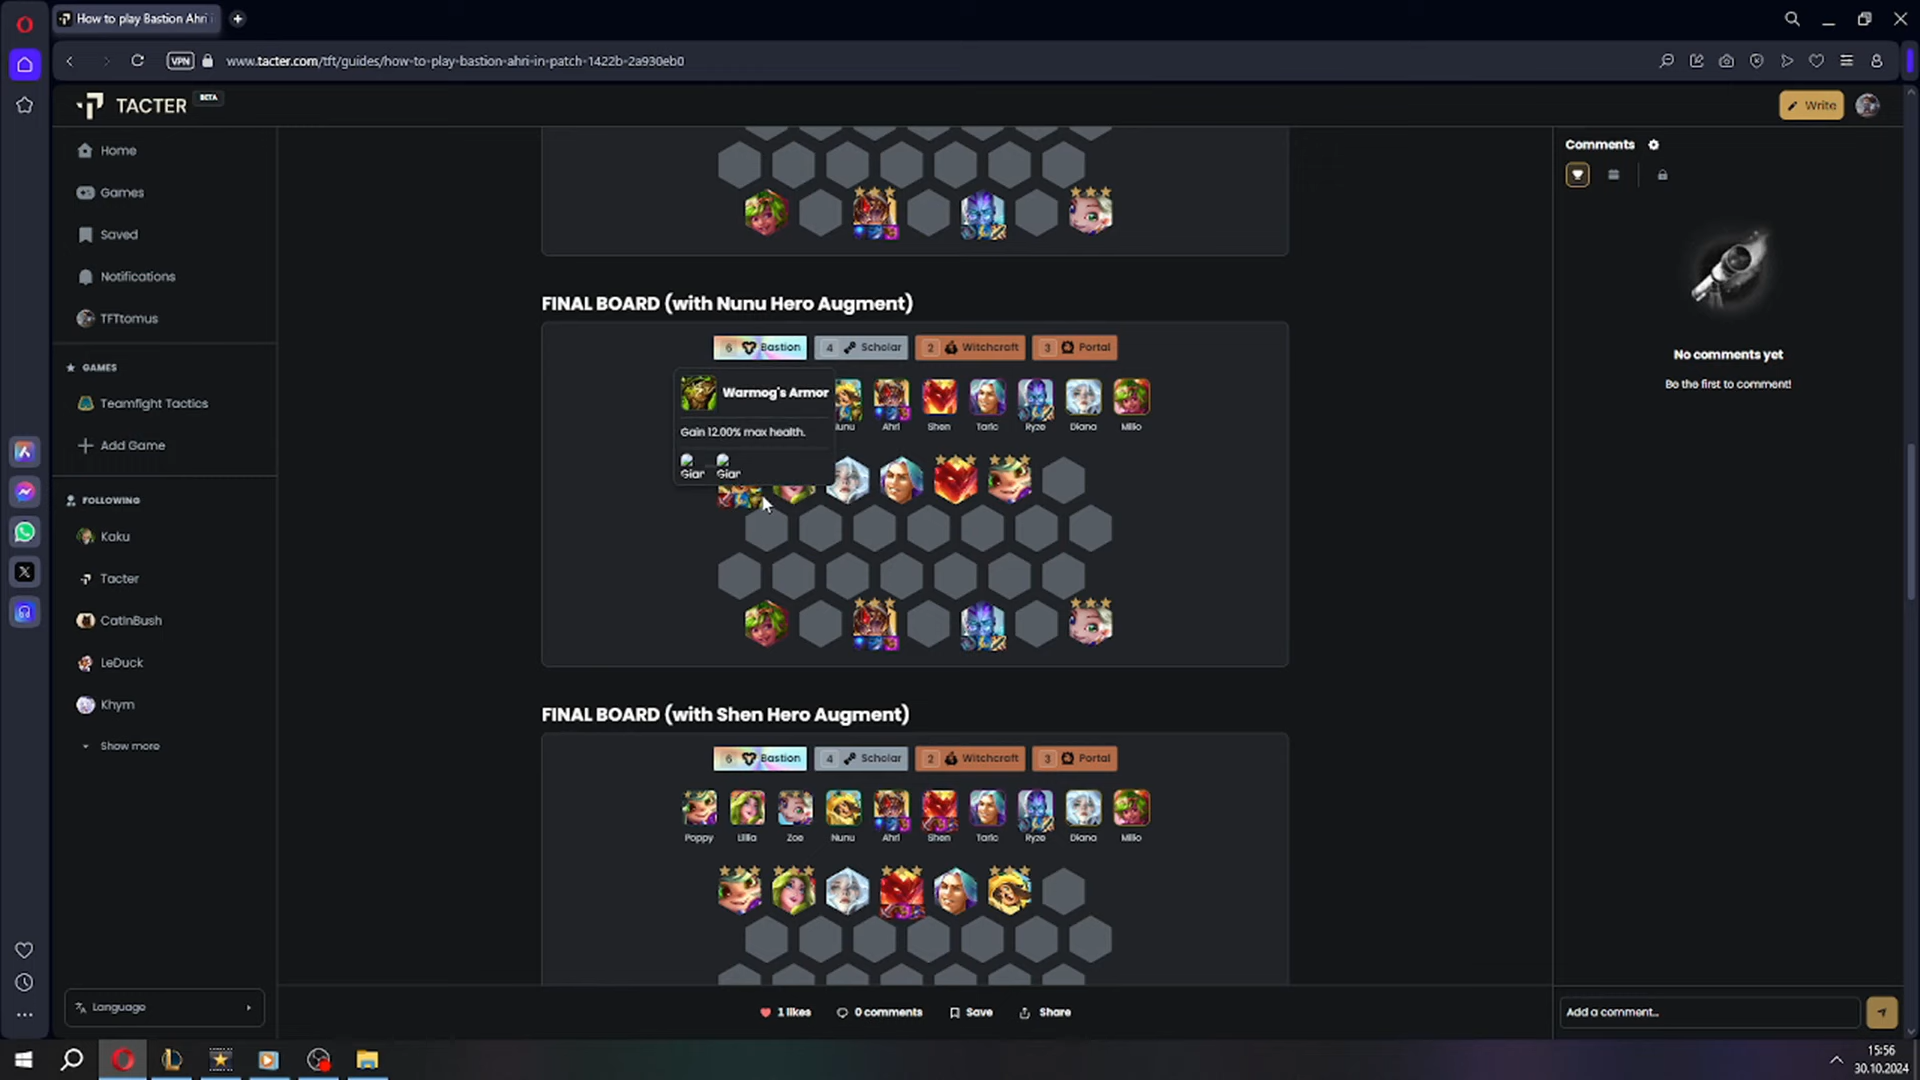 How to play Bastion Ahri i
VPN
www.tacter.com/tft/guides/how-to-play-bastion-ahri-in-patch-1422b-2a930eb0
TACTER
BETA
Write
Home
Games
Saved
Notifications
TFTtomus
GAMES
Teamfight Tactics
Add Game
FOLLOWING
Kaku
Tacter
CatInBush
LeDuck
Khym
Show more
Language
FINAL BOARD (with Nunu Hero Augment)
6 Bastion
4 Scholar
2 Witchcraft
3 Portal
Warmog's Armor
Gain 12.00% max health.
Giar
Giar
unu
Ahri
Shen
Taric
Ryze
Diana
Milio
FINAL BOARD (with Shen Hero Augment)
6 Bastion
4 Scholar
2 Witchcraft
3 Portal
Poppy
Lillia
Zoe
Nunu
Ahri
Shen
Taric
Ryze
Diana
Milio
1 likes
0 comments
Save
Share
Comments
No comments yet
Be the first to comment!
Add a comment...
15:56
30.10.2024